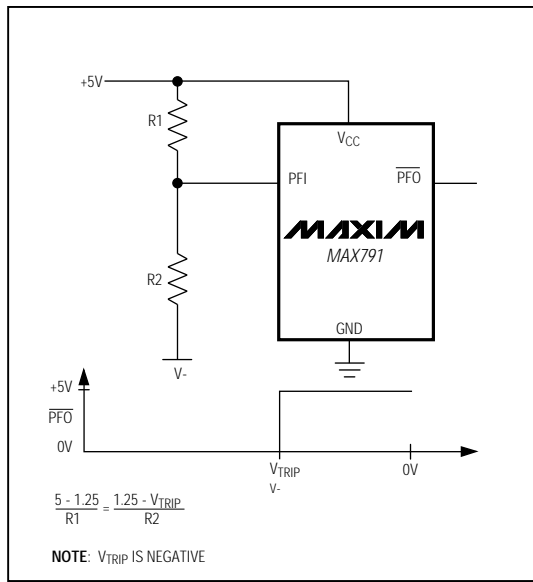 +5V
R1
VCC
PFI
PFO
MAXIM
MAX791
R2
GND
V-
+5V
PFO
0V
VTRIP
V-
0V
5 - 1.25 / R1 = 1.25 - VTRIP / R2
NOTE: VTRIP IS NEGATIVE